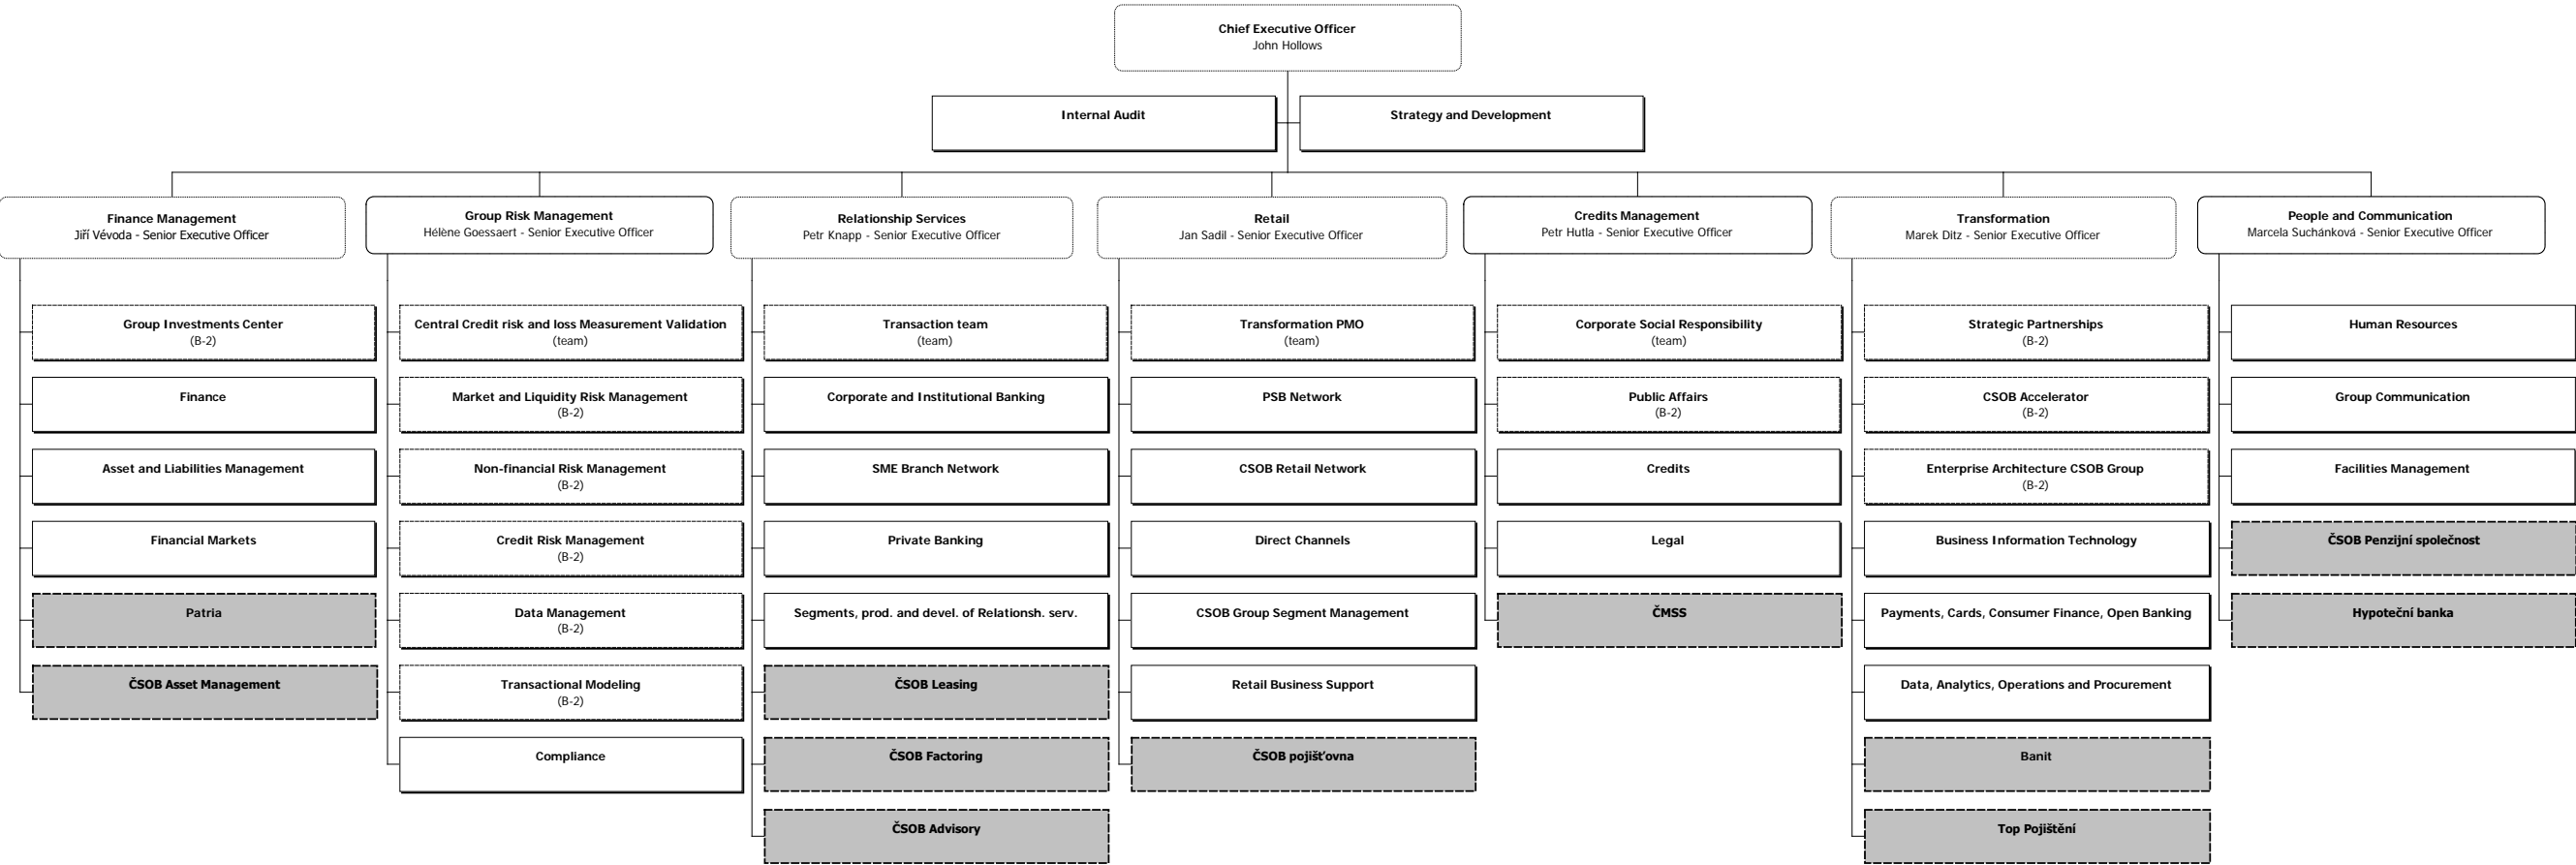 Chief Executive Officer
John Hollows
Internal Audit
Strategy and Development
Finance Management
Jiří Vévoda - Senior Executive Officer
Group Risk Management
Hélène Goessaert - Senior Executive Officer
Relationship Services
Petr Knapp - Senior Executive Officer
Retail
Jan Sadil - Senior Executive Officer
Credits Management
Petr Hutla - Senior Executive Officer
Transformation
Marek Ditz - Senior Executive Officer
People and Communication
Marcela Suchánková - Senior Executive Officer
Group Investments Center
(B-2)
Finance
Asset and Liabilities Management
Financial Markets
Patria
ČSOB Asset Management
Central Credit risk and loss Measurement Validation
(team)
Market and Liquidity Risk Management
(B-2)
Non-financial Risk Management
(B-2)
Credit Risk Management
(B-2)
Data Management
(B-2)
Transactional Modeling
(B-2)
Compliance
Transaction team
(team)
Corporate and Institutional Banking
SME Branch Network
Private Banking
Segments, prod. and devel. of Relationsh. serv.
ČSOB Leasing
ČSOB Factoring
ČSOB Advisory
Transformation PMO
(team)
PSB Network
CSOB Retail Network
Direct Channels
CSOB Group Segment Management
Retail Business Support
ČSOB pojišťovna
Corporate Social Responsibility
(team)
Public Affairs
(B-2)
Credits
Legal
ČMSS
Strategic Partnerships
(B-2)
CSOB Accelerator
(B-2)
Enterprise Architecture CSOB Group
(B-2)
Business Information Technology
Payments, Cards, Consumer Finance, Open Banking
Data, Analytics, Operations and Procurement
Banit
Top Pojištění
Human Resources
Group Communication
Facilities Management
ČSOB Penzijní společnost
Hypoteční banka